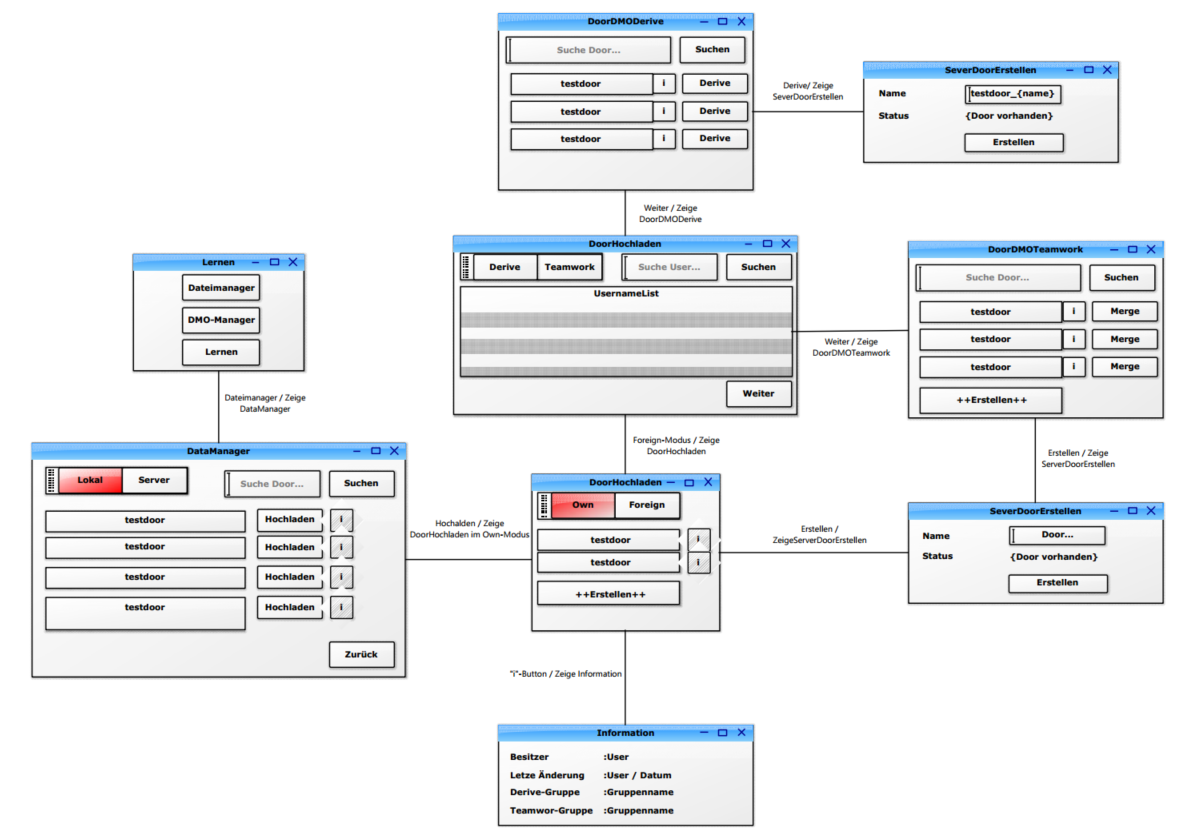 DoorDMODerive
Suche Door... Suchen
testdoor i Derive
testdoor i Derive
testdoor i Derive
Derive/ Zeige
SeverDoorErstellen
SeverDoorErstellen
Name testdoor_{name}
Status {Door vorhanden}
Erstellen
Weiter / Zeige
DoorDMODerive
DoorHochladen
Derive Teamwork Suche User... Suchen
UsernameList
Weiter
Weiter / Zeige
DoorDMOTeamwork
DoorDMOTeamwork
Suche Door... Suchen
testdoor i Merge
testdoor i Merge
testdoor i Merge
++Erstellen++
Lernen
Dateimanager
DMO-Manager
Lernen
Dateimanager / Zeige
DataManager
Foreign-Modus / Zeige
DoorHochladen
Erstellen / Zeige
ServerDoorErstellen
DataManager
Lokal Server Suche Door... Suchen
testdoor Hochladen i
testdoor Hochladen i
testdoor Hochladen i
testdoor Hochladen i
Zurück
Hochalden / Zeige
DoorHochladen im Own-Modus
DoorHochladen
Own Foreign
testdoor i
testdoor i
++Erstellen++
Erstellen /
ZeigeServerDoorErstellen
SeverDoorErstellen
Name Door...
Status {Door vorhanden}
Erstellen
"i"-Button / Zeige Information
Information
Besitzer :User
Letze Änderung :User / Datum
Derive-Gruppe :Gruppenname
Teamwor-Gruppe :Gruppenname